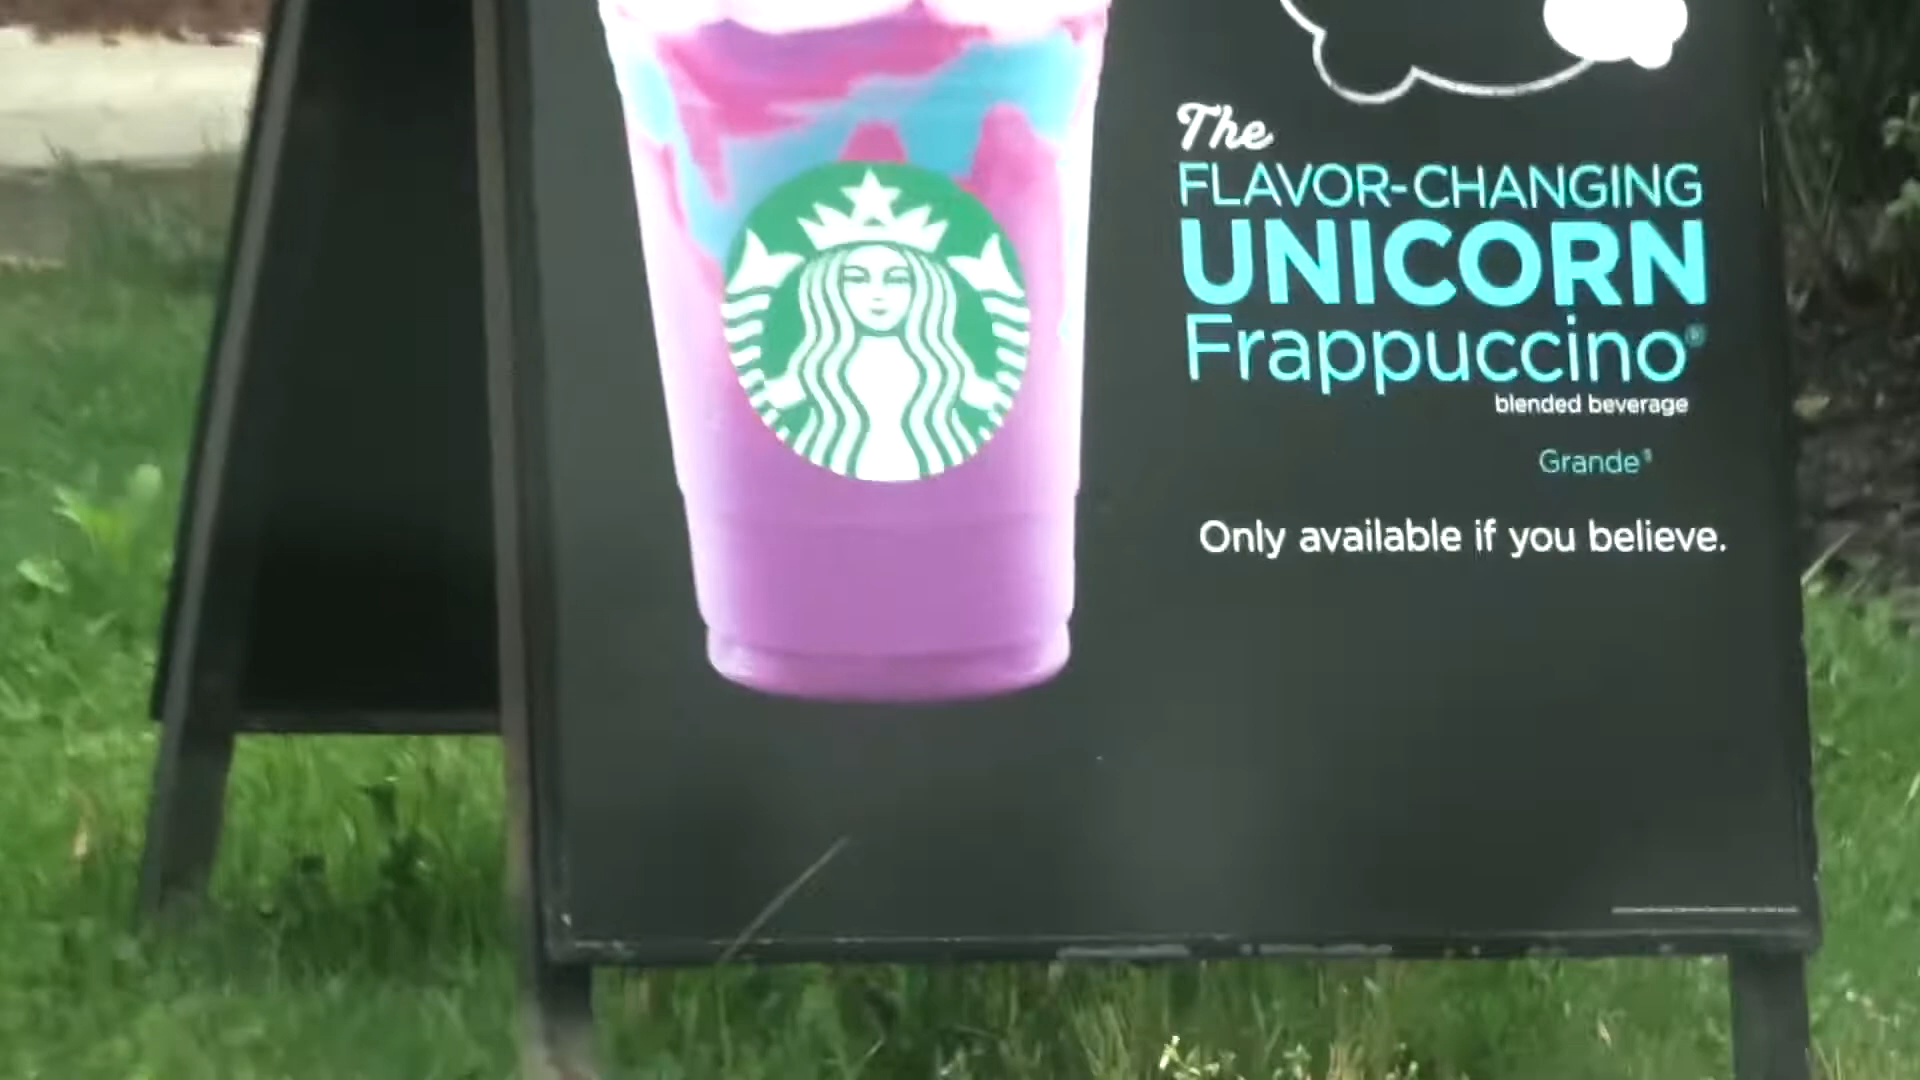 The
FLAVOR-CHANGING
UNICORN
Frappuccino®
blended beverage
Grande
Only available if you believe.